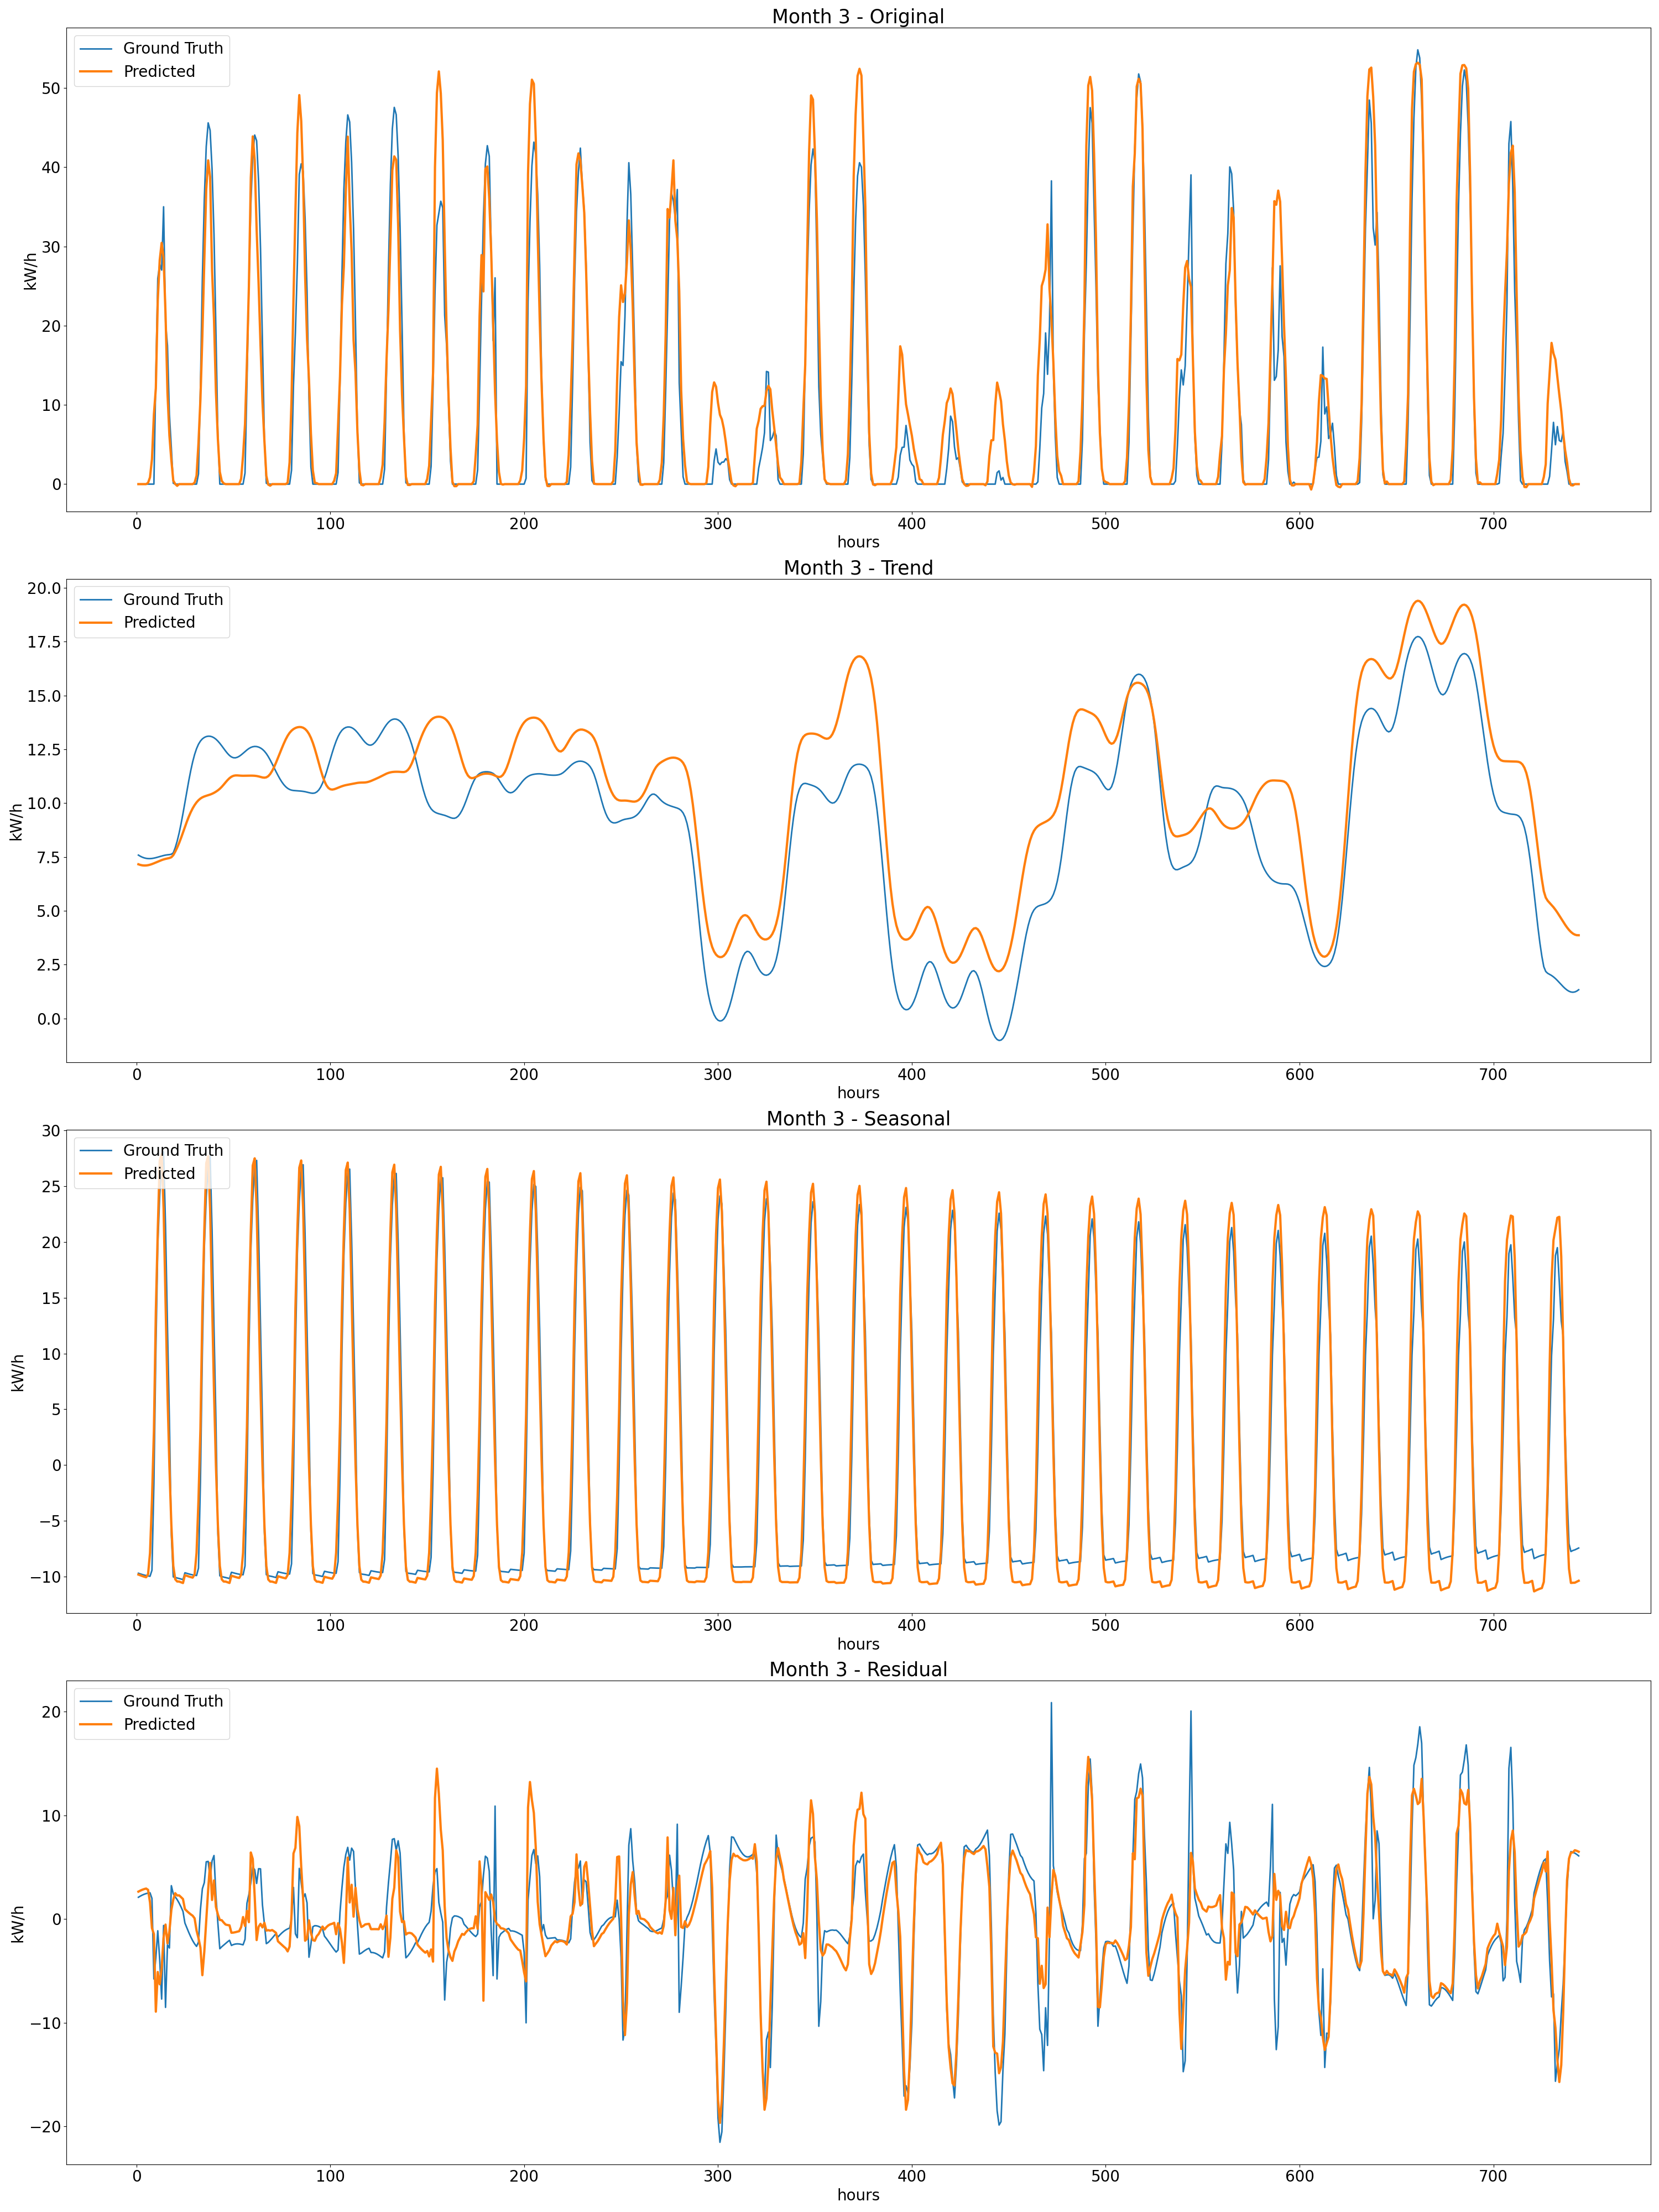 Month 3 - Original
Ground Truth
Predicted
kW/h
50
40
30
20
10
0
0 100 200 300 400 500 600 700
hours
Month 3 - Trend
Ground Truth
Predicted
kW/h
20.0
17.5
15.0
12.5
10.0
7.5
5.0
2.5
0.0
0 100 200 300 400 500 600 700
hours
Month 3 - Seasonal
Ground Truth
Predicted
kW/h
30
25
20
15
10
5
0
−5
−10
0 100 200 300 400 500 600 700
hours
Month 3 - Residual
Ground Truth
Predicted
kW/h
20
10
0
−10
−20
0 100 200 300 400 500 600 700
hours